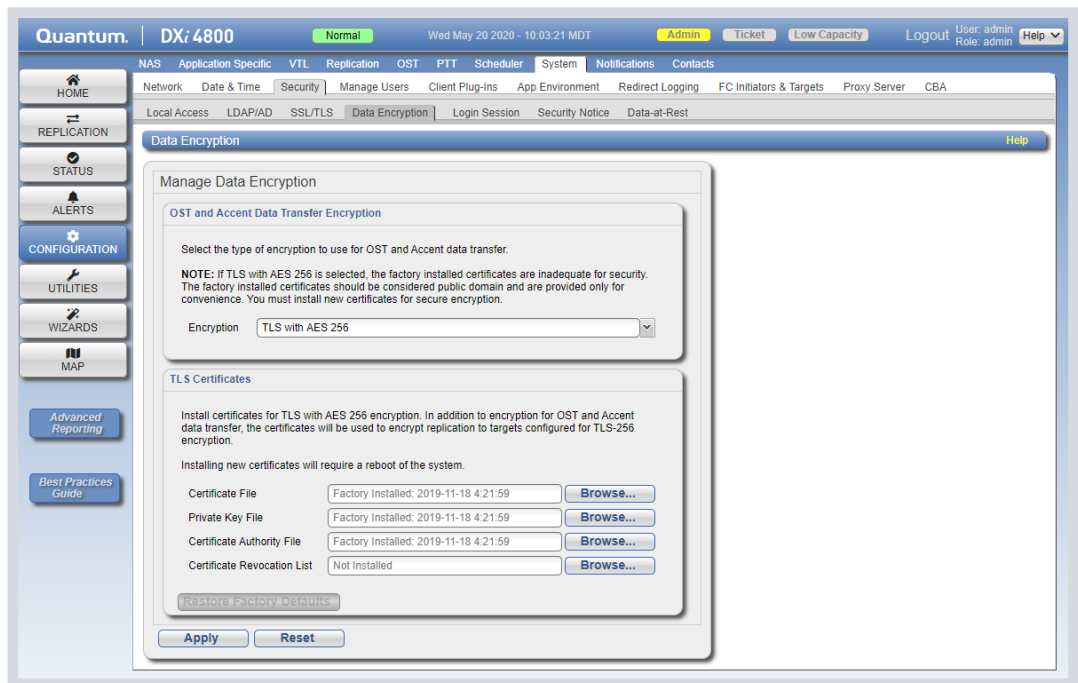 Quantum. DXi 4800 Normal Wed May 20 2020 - 10:03:21 MDT Admin Ticket Low Capacity Logout User: admin Role: admin Help
NAS Application Specific VTL Replication OST PTT Scheduler System Notifications Contacts
Network Date & Time Security Manage Users Client Plug-Ins App Environment Redirect Logging FC Initiators & Targets Proxy Server CBA
Local Access LDAP/AD SSL/TLS Data Encryption Login Session Security Notice Data-at-Rest
HOME
REPLICATION
STATUS
ALERTS
CONFIGURATION
UTILITIES
WIZARDS
MAP
Advanced
Reporting
Best Practices
Guide
Data Encryption Help
Manage Data Encryption
OST and Accent Data Transfer Encryption
Select the type of encryption to use for OST and Accent data transfer.
NOTE: If TLS with AES 256 is selected, the factory installed certificates are inadequate for security.
The factory installed certificates should be considered public domain and are provided only for
convenience. You must install new certificates for secure encryption.
Encryption TLS with AES 256
TLS Certificates
Install certificates for TLS with AES 256 encryption. In addition to encryption for OST and Accent
data transfer, the certificates will be used to encrypt replication to targets configured for TLS-256
encryption.
Installing new certificates will require a reboot of the system.
Certificate File Factory Installed: 2019-11-18 4:21:59 Browse...
Private Key File Factory Installed: 2019-11-18 4:21:59 Browse...
Certificate Authority File Factory Installed: 2019-11-18 4:21:59 Browse...
Certificate Revocation List Not Installed Browse...
Restore Factory Defaults
Apply Reset